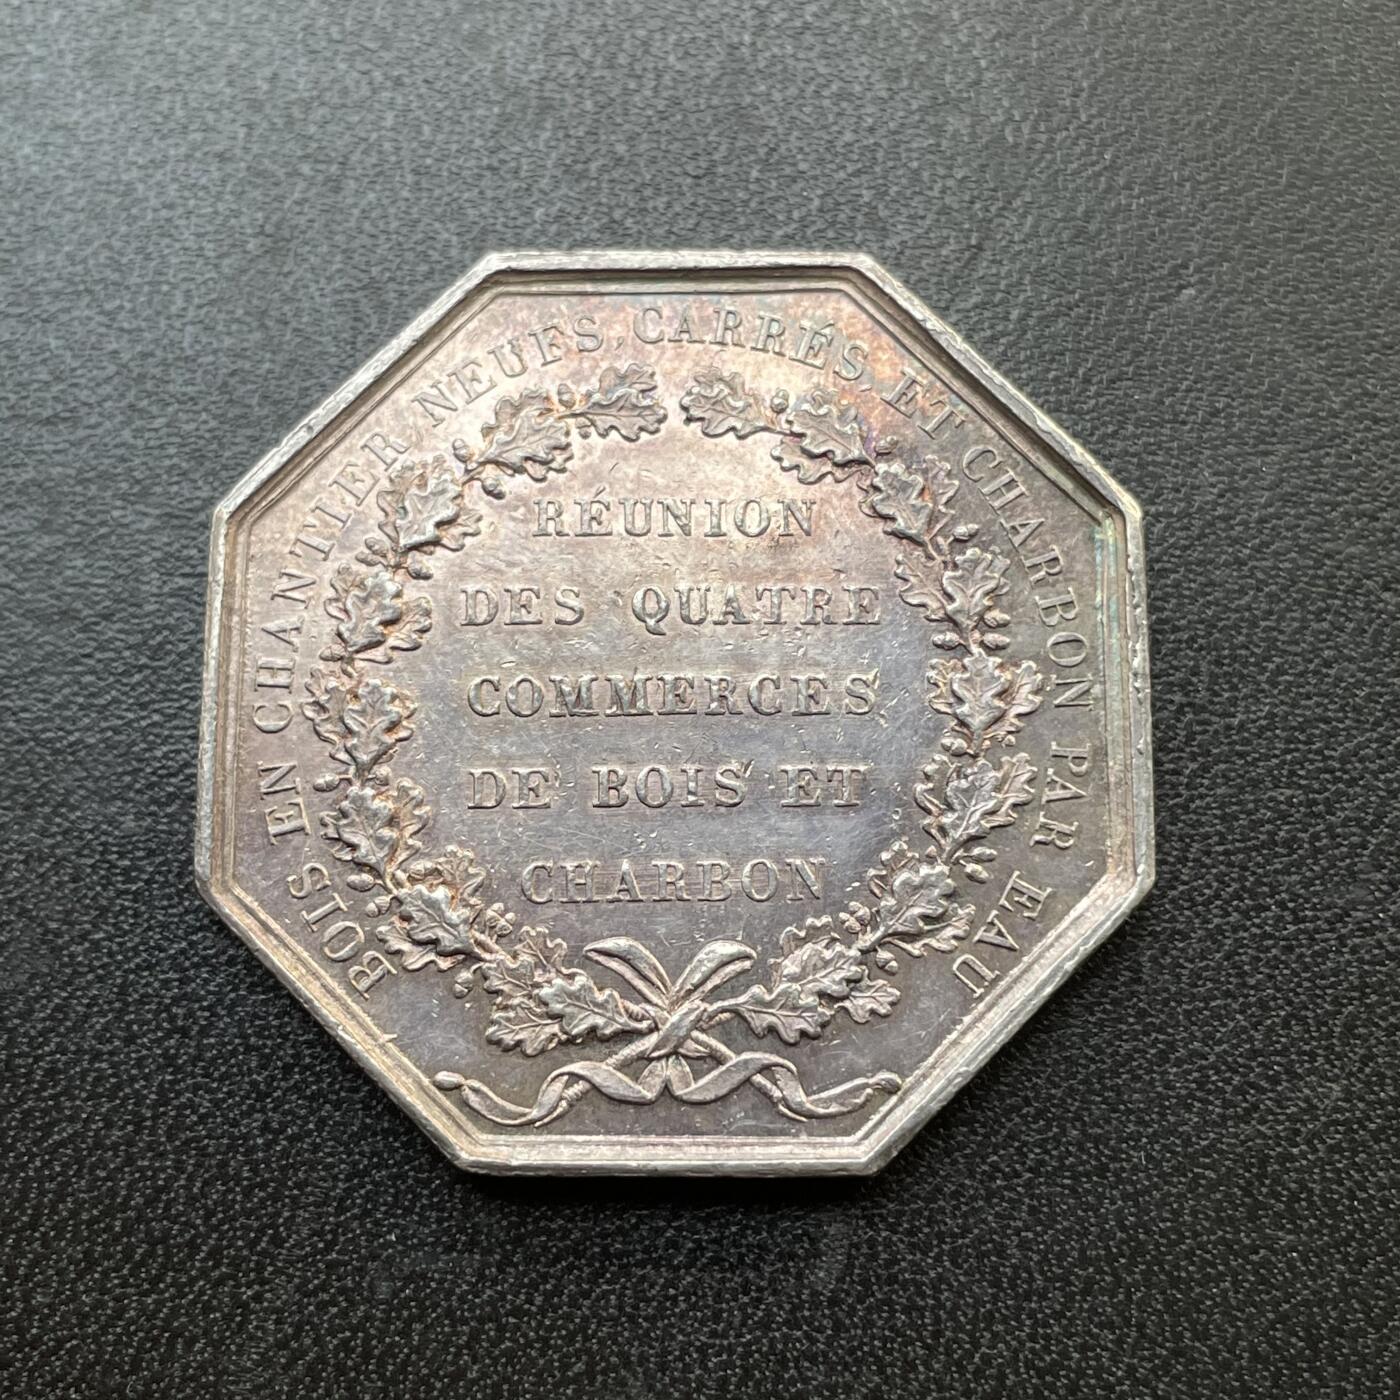 BOIS EN CHANTIER, NEUFS, CARRÉS, ET CHARBON PAR EAU
RÉUNION
DES QUATRE
COMMERCES
DE BOIS ET
CHARBON